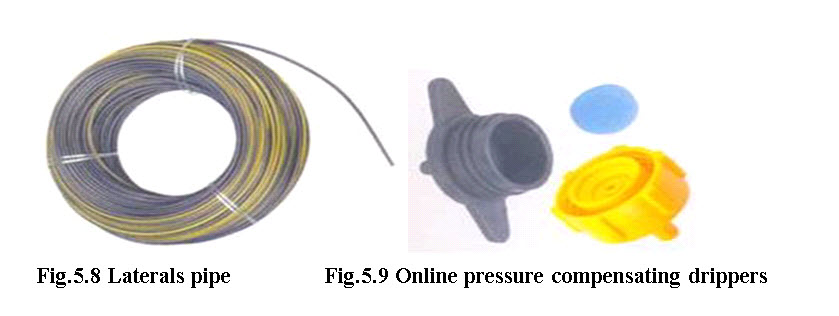 Fig.5.8 Laterals pipe
Fig.5.9 Online pressure compensating drippers